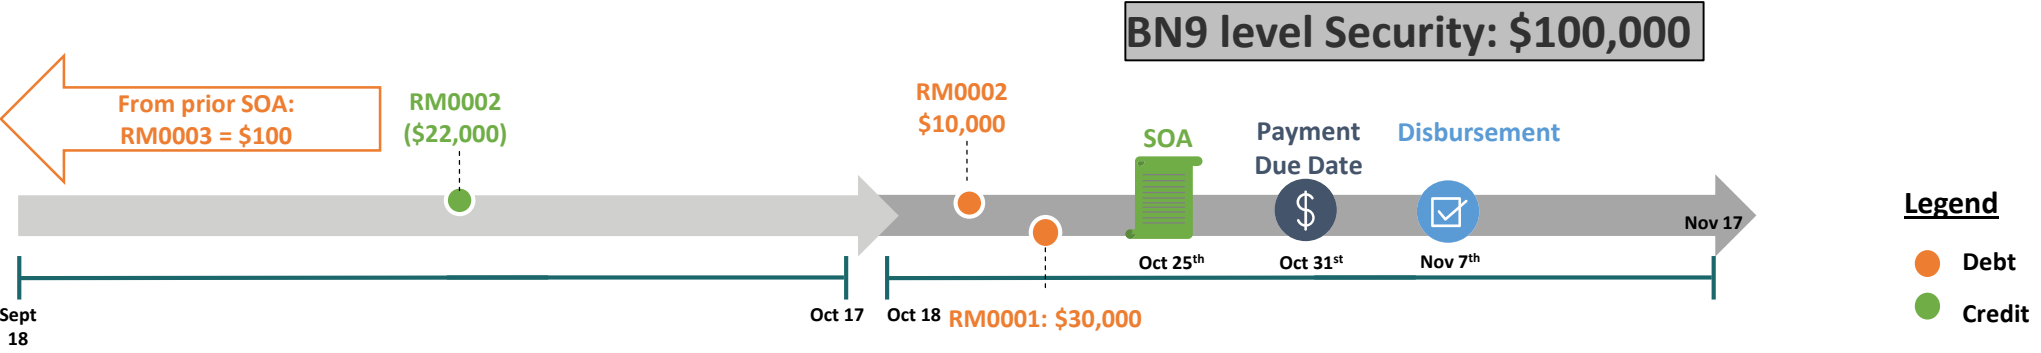 BN9 level Security: $100,000
From prior SOA:
RM0003 = $100
RM0002
($22,000)
RM0002
$10,000
SOA
Payment
Due Date
Disbursement
$
Nov 17
Oct 25th
Oct 31st
Nov 7th
Sept
18
Oct 17
Oct 18
RM0001: $30,000
Legend
Debt
Credit